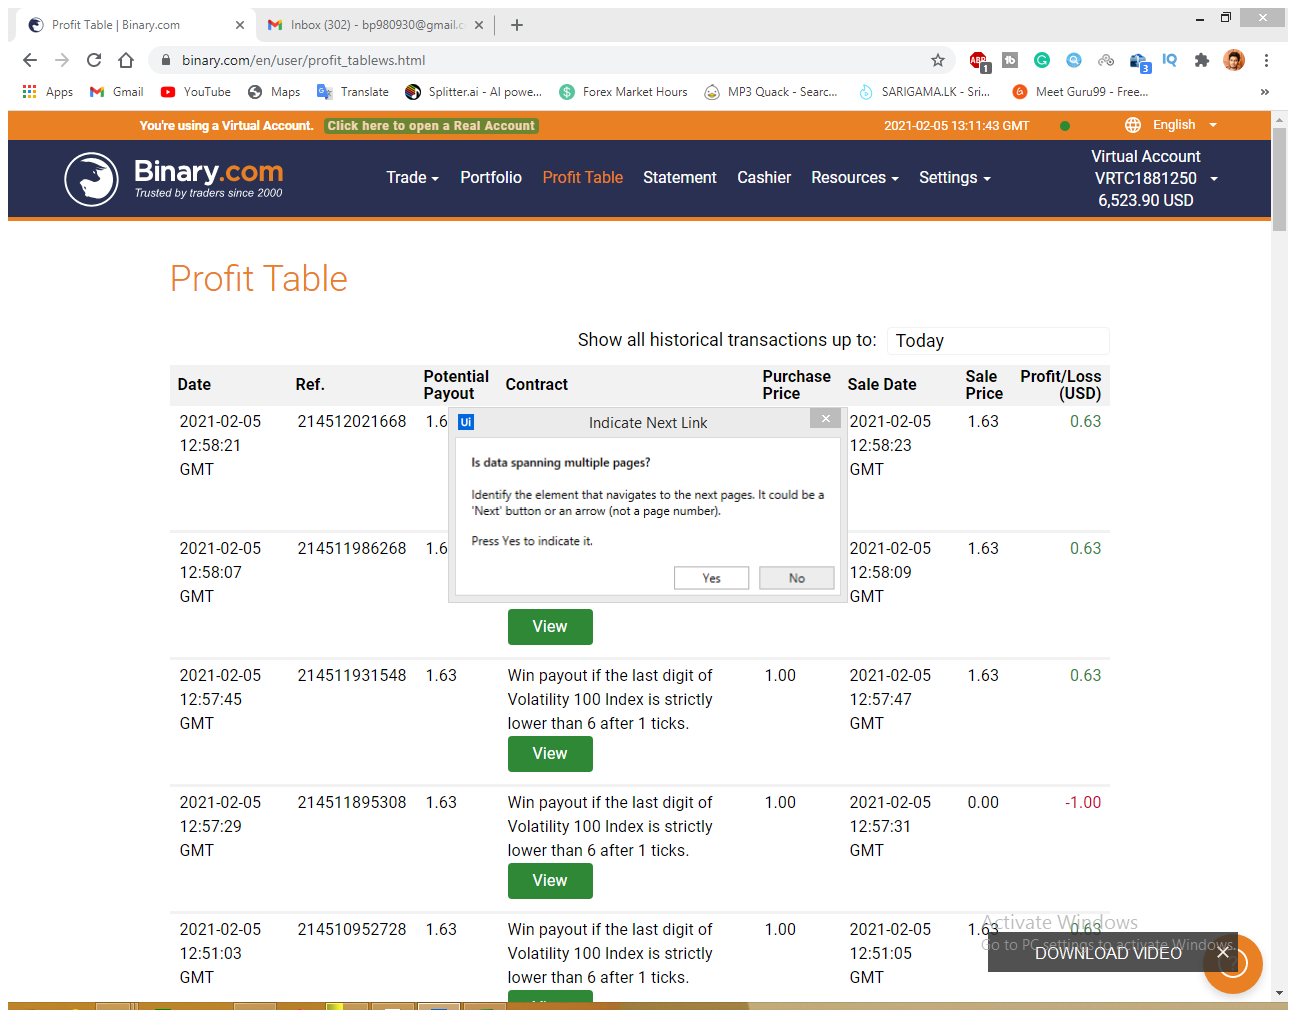 Profit Table | Binary.com
Inbox (302) - bp980930@gmail.c
binary.com/en/user/profit_tablews.html
ABP 1 tb G 3 IQ
Apps Gmail YouTube Maps Translate Splitter.ai - AI powe... Forex Market Hours MP3 Quack - Searc... SARIGAMA.LK - Sri... Meet Guru99 - Free... »
You're using a Virtual Account. Click here to open a Real Account 2021-02-05 13:11:43 GMT English
Binary.com
Trusted by traders since 2000
Trade Portfolio Profit Table Statement Cashier Resources Settings
Virtual Account
VRTC1881250
6,523.90 USD
Profit Table
Show all historical transactions up to: Today
Date Ref. Potential Payout Contract Purchase Price Sale Date Sale Price Profit/Loss (USD)
2021-02-05 214512021668 1.6 2021-02-05 1.63 0.63
12:58:21 12:58:23
GMT GMT
Ui Indicate Next Link
Is data spanning multiple pages?
Identify the element that navigates to the next pages. It could be a
'Next' button or an arrow (not a page number).
Press Yes to indicate it.
Yes No
2021-02-05 214511986268 1.6 2021-02-05 1.63 0.63
12:58:07 12:58:09
GMT GMT
View
2021-02-05 214511931548 1.63 Win payout if the last digit of 1.00 2021-02-05 1.63 0.63
12:57:45 Volatility 100 Index is strictly 12:57:47
GMT lower than 6 after 1 ticks. GMT
View
2021-02-05 214511895308 1.63 Win payout if the last digit of 1.00 2021-02-05 0.00 -1.00
12:57:29 Volatility 100 Index is strictly 12:57:31
GMT lower than 6 after 1 ticks. GMT
View
2021-02-05 214510952728 1.63 Win payout if the last digit of 1.00 2021-02-05 1.63 0.63
12:51:03 Volatility 100 Index is strictly 12:51:05
GMT lower than 6 after 1 ticks. GMT
View
Activate Windows
Go to PC settings to activate Windows.
DOWNLOAD VIDEO